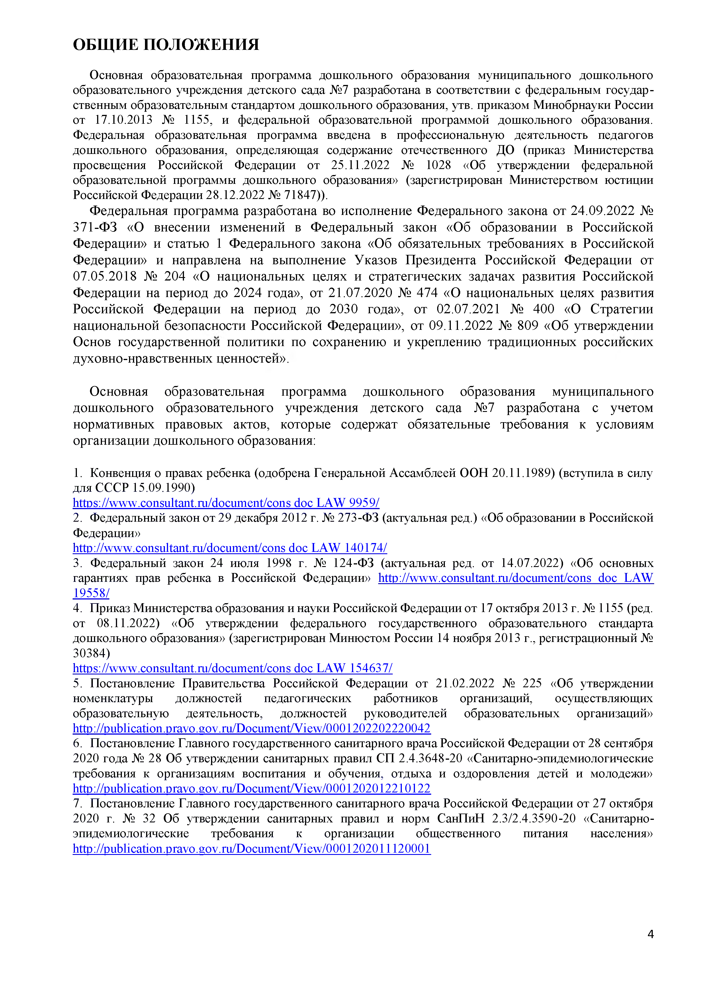 ОБЩИЕ ПОЛОЖЕНИЯ
Основная образовательная программа дошкольного образования муниципального дошкольного
образовательного учреждения детского сада №7 разработана в соответствии с федеральным государ-
ственным образовательным стандартом дошкольного образования, утв. приказом Минобрнауки России
от 17.10.2013 № 1155, и федеральной образовательной программой дошкольного образования.
Федеральная образовательная программа введена в профессиональную деятельность педагогов
дошкольного образования, определяющая содержание отечественного ДО (приказ Министерства
просвещения Российской Федерации от 25.11.2022 № 1028 «Об утверждении федеральной
образовательной программы дошкольного образования» (зарегистрирован Министерством юстиции
Российской Федерации 28.12.2022 № 71847)).
Федеральная программа разработана во исполнение Федерального закона от 24.09.2022 №
371-ФЗ «О внесении изменений в Федеральный закон «Об образовании в Российской
Федерации» и статью 1 Федерального закона «Об обязательных требованиях в Российской
Федерации» и направлена на выполнение Указов Президента Российской Федерации от
07.05.2018 № 204 «О национальных целях и стратегических задачах развития Российской
Федерации на период до 2024 года», от 21.07.2020 № 474 «О национальных целях развития
Российской Федерации на период до 2030 года», от 02.07.2021 № 400 «О Стратегии
национальной безопасности Российской Федерации», от 09.11.2022 № 809 «Об утверждении
Основ государственной политики по сохранению и укреплению традиционных российских
духовно-нравственных ценностей».
Основная образовательная программа дошкольного образования муниципального
дошкольного образовательного учреждения детского сада №7 разработана с учетом
нормативных правовых актов, которые содержат обязательные требования к условиям
организации дошкольного образования:
1. Конвенция о правах ребенка (одобрена Генеральной Ассамблеей ООН 20.11.1989) (вступила в силу
для СССР 15.09.1990)
https://www.consultant.ru/document/cons doc LAW 9959/
2. Федеральный закон от 29 декабря 2012 г. № 273-ФЗ (актуальная ред.) «Об образовании в Российской
Федерации»
http://www.consultant.ru/document/cons doc LAW 140174/
3. Федеральный закон 24 июля 1998 г. № 124-ФЗ (актуальная ред. от 14.07.2022) «Об основных
гарантиях прав ребенка в Российской Федерации» http://www.consultant.ru/document/cons doc LAW
19558/
4. Приказ Министерства образования и науки Российской Федерации от 17 октября 2013 г. № 1155 (ред.
от 08.11.2022) «Об утверждении федерального государственного образовательного стандарта
дошкольного образования» (зарегистрирован Минюстом России 14 ноября 2013 г., регистрационный №
30384)
https://www.consultant.ru/document/cons doc LAW 154637/
5. Постановление Правительства Российской Федерации от 21.02.2022 № 225 «Об утверждении
номенклатуры должностей педагогических работников организаций, осуществляющих
образовательную деятельность, должностей руководителей образовательных организаций»
http://publication.pravo.gov.ru/Document/View/0001202202220042
6. Постановление Главного государственного санитарного врача Российской Федерации от 28 сентября
2020 года № 28 Об утверждении санитарных правил СП 2.4.3648-20 «Санитарно-эпидемиологические
требования к организациям воспитания и обучения, отдыха и оздоровления детей и молодежи»
http://publication.pravo.gov.ru/Document/View/0001202012210122
7. Постановление Главного государственного санитарного врача Российской Федерации от 27 октября
2020 г. № 32 Об утверждении санитарных правил и норм СанПиН 2.3/2.4.3590-20 «Санитарно-
эпидемиологические требования к организации общественного питания населения»
http://publication.pravo.gov.ru/Document/View/0001202011120001
4